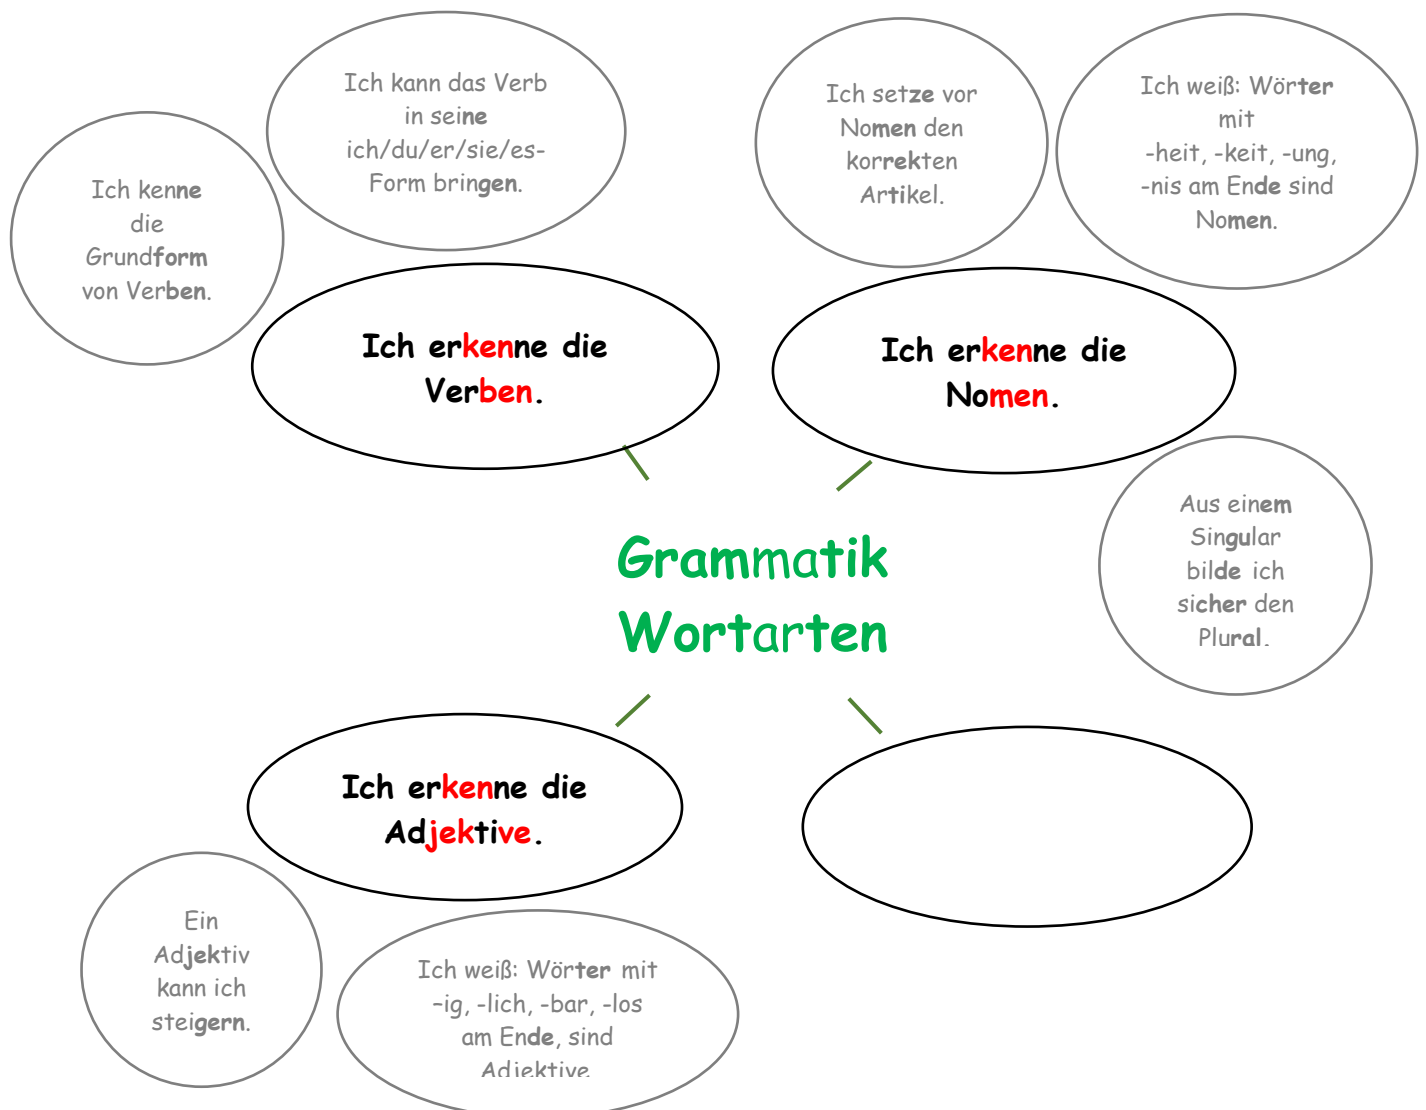 Ich kann das Verb
in seine
ich/du/er/sie/es-
Form bringen.
Ich kenne
die
Grundform
von Verben.
Ich setze vor
Nomen den
korrekten
Artikel.
Ich weiß: Wörter
mit
-heit, -keit, -ung,
-nis am Ende sind
Nomen.
Ich erkenne die
Verben.
Ich erkenne die
Nomen.
Aus einem
Singular
bilde ich
sicher den
Plural.
Grammatik
Wortarten
Ich erkenne die
Adjektive.
Ein
Adjektiv
kann ich
steigern.
Ich weiß: Wörter mit
–ig, -lich, -bar, -los
am Ende, sind
Adjektive